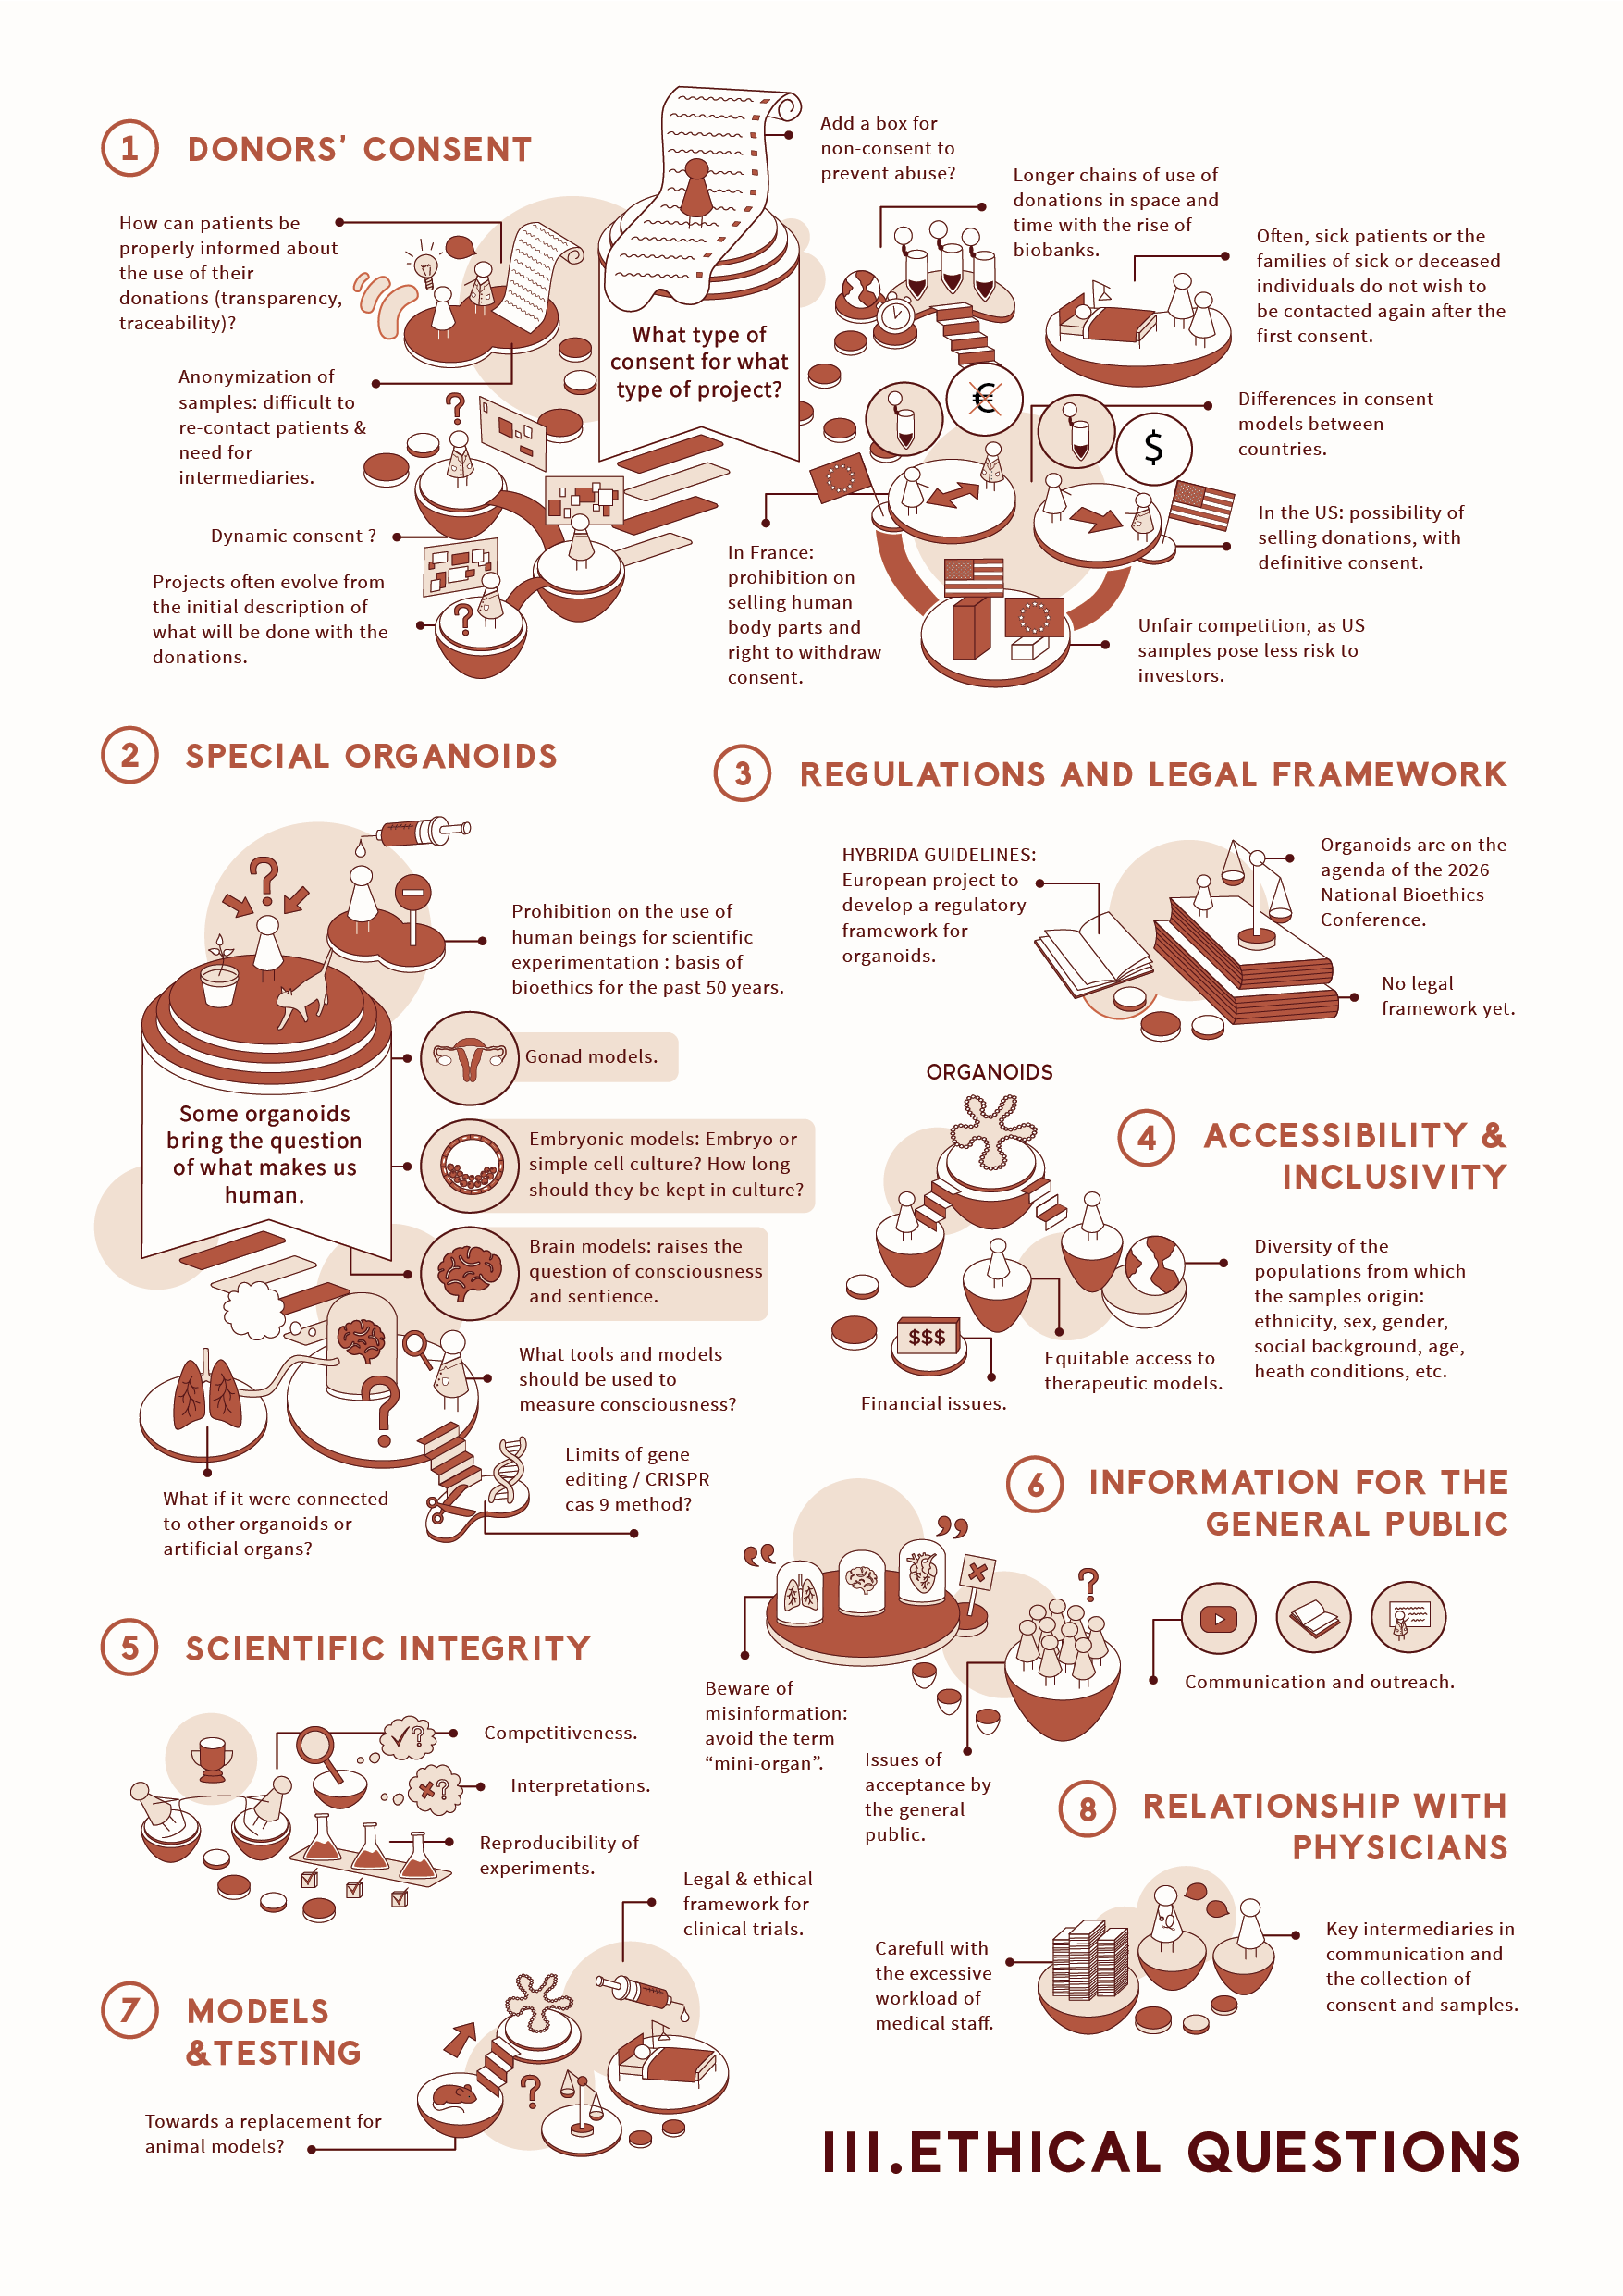 1 DONORS' CONSENT
How can patients be
properly informed about
the use of their
donations (transparency,
traceability)?
Anonymization of
samples: difficult to
re-contact patients &
need for
intermediaries.
Dynamic consent ?
Projects often evolve from
the initial description of
what will be done with the
donations.
What type of
consent for what
type of project?
Add a box for
non-consent to
prevent abuse?
Longer chains of use of
donations in space and
time with the rise of
biobanks.
Often, sick patients or the
families of sick or deceased
individuals do not wish to
be contacted again after the
first consent.
€
$
Differences in consent
models between
countries.
In the US: possibility of
selling donations, with
definitive consent.
In France:
prohibition on
selling human
body parts and
right to withdraw
consent.
Unfair competition, as US
samples pose less risk to
investors.
?
?
2 SPECIAL ORGANOIDS
?
Prohibition on the use of
human beings for scientific
experimentation : basis of
bioethics for the past 50 years.
Some organoids
bring the question
of what makes us
human.
Gonad models.
Embryonic models: Embryo or
simple cell culture? How long
should they be kept in culture?
Brain models: raises the
question of consciousness
and sentience.
?
What tools and models
should be used to
measure consciousness?
Limits of gene
editing / CRISPR
cas 9 method?
What if it were connected
to other organoids or
artificial organs?
3 REGULATIONS AND LEGAL FRAMEWORK
HYBRIDA GUIDELINES:
European project to
develop a regulatory
framework for
organoids.
Organoids are on the
agenda of the 2026
National Bioethics
Conference.
No legal
framework yet.
4 ACCESSIBILITY &
INCLUSIVITY
ORGANOIDS
$$$
Financial issues.
Equitable access to
therapeutic models.
Diversity of the
populations from which
the samples origin:
ethnicity, sex, gender,
social background, age,
heath conditions, etc.
5 SCIENTIFIC INTEGRITY
?
?
Competitiveness.
Interpretations.
Reproducibility of
experiments.
6 INFORMATION FOR THE
GENERAL PUBLIC
“ ”
?
Beware of
misinformation:
avoid the term
“mini-organ”.
Issues of
acceptance by
the general
public.
Communication and outreach.
7 MODELS
&TESTING
Legal & ethical
framework for
clinical trials.
?
Towards a replacement for
animal models?
8 RELATIONSHIP WITH
PHYSICIANS
Carefull with
the excessive
workload of
medical staff.
Key intermediaries in
communication and
the collection of
consent and samples.
III.ETHICAL QUESTIONS